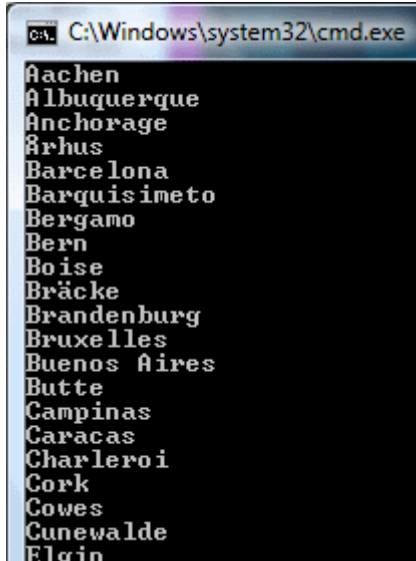 C:\Windows\system32\cmd.exe
Aachen
Albuquerque
Anchorage
Århus
Barcelona
Barquisimeto
Bergamo
Bern
Boise
Bräcke
Brandenburg
Bruxelles
Buenos Aires
Butte
Campinas
Caracas
Charleroi
Cork
Cowes
Cunewalde
Elgin